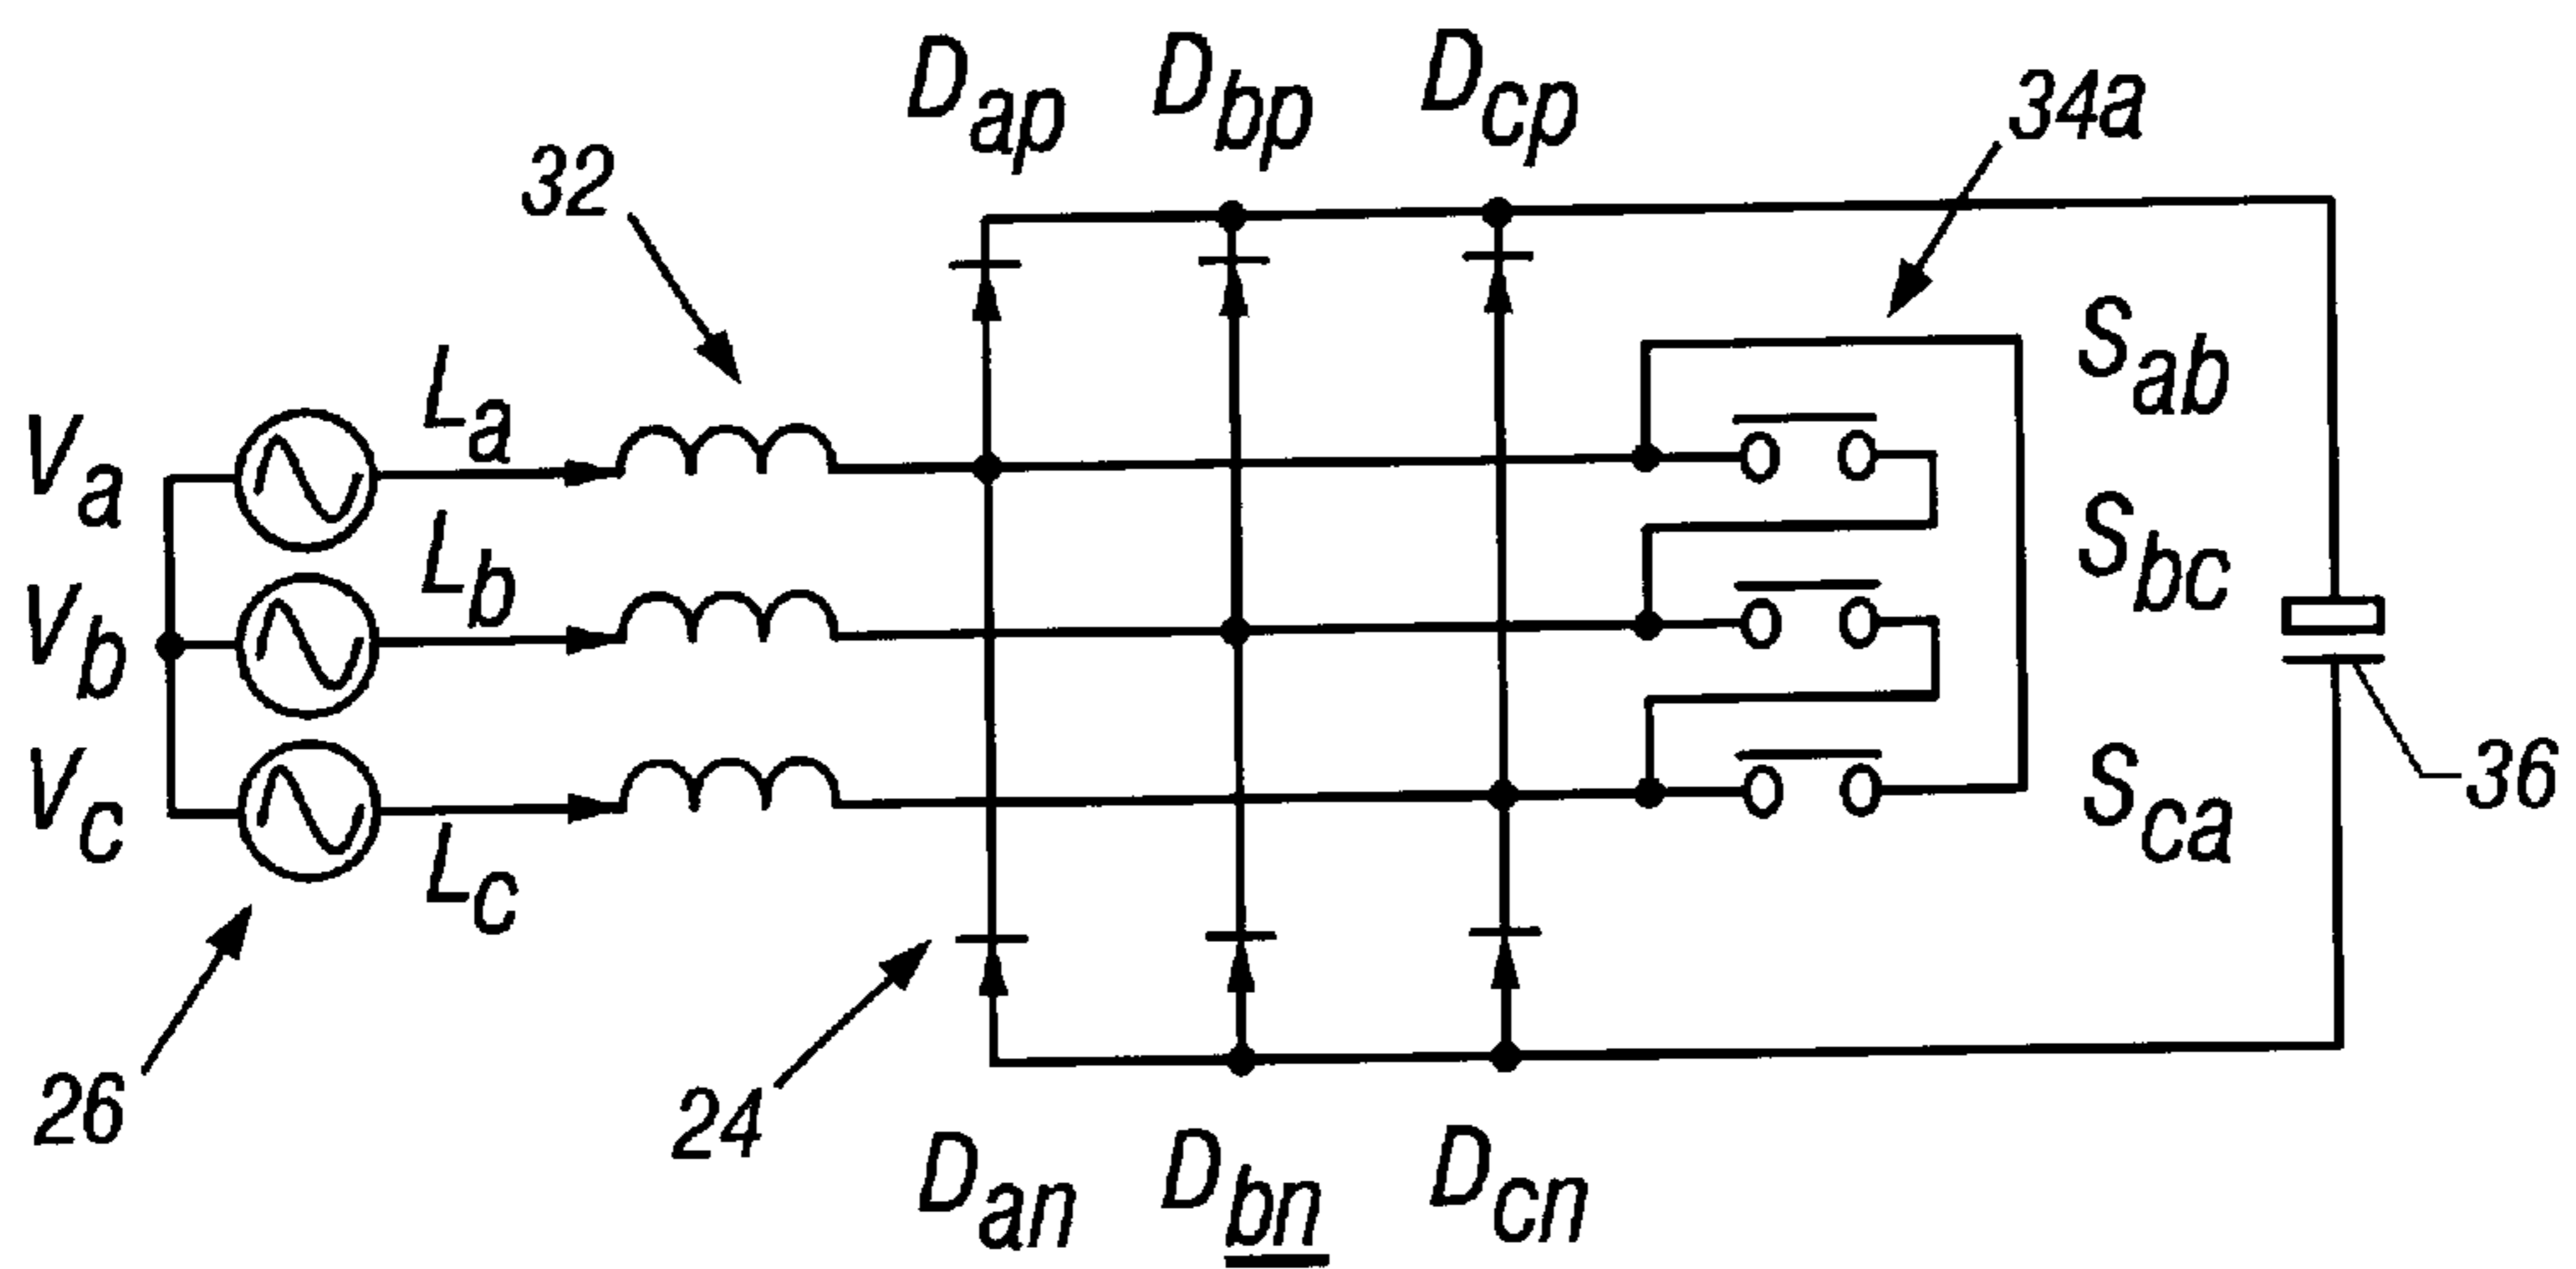 Dap Dbp Dcp
34a
32
Va La
Sab
Vb Lb
Sbc
Vc Lc
Sca
36
26
24
Dan Dbn Dcn